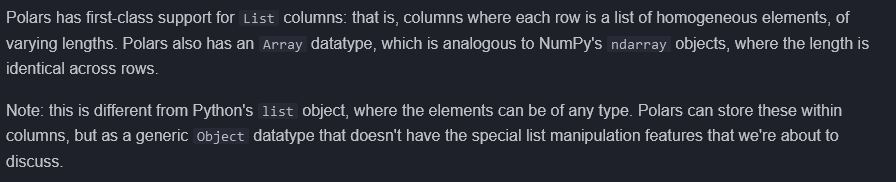 Polars has first-class support for List columns: that is, columns where each row is a list of homogeneous elements, of
varying lengths. Polars also has an Array datatype, which is analogous to NumPy's ndarray objects, where the length is
identical across rows.
Note: this is different from Python's list object, where the elements can be of any type. Polars can store these within
columns, but as a generic Object datatype that doesn't have the special list manipulation features that we're about to
discuss.